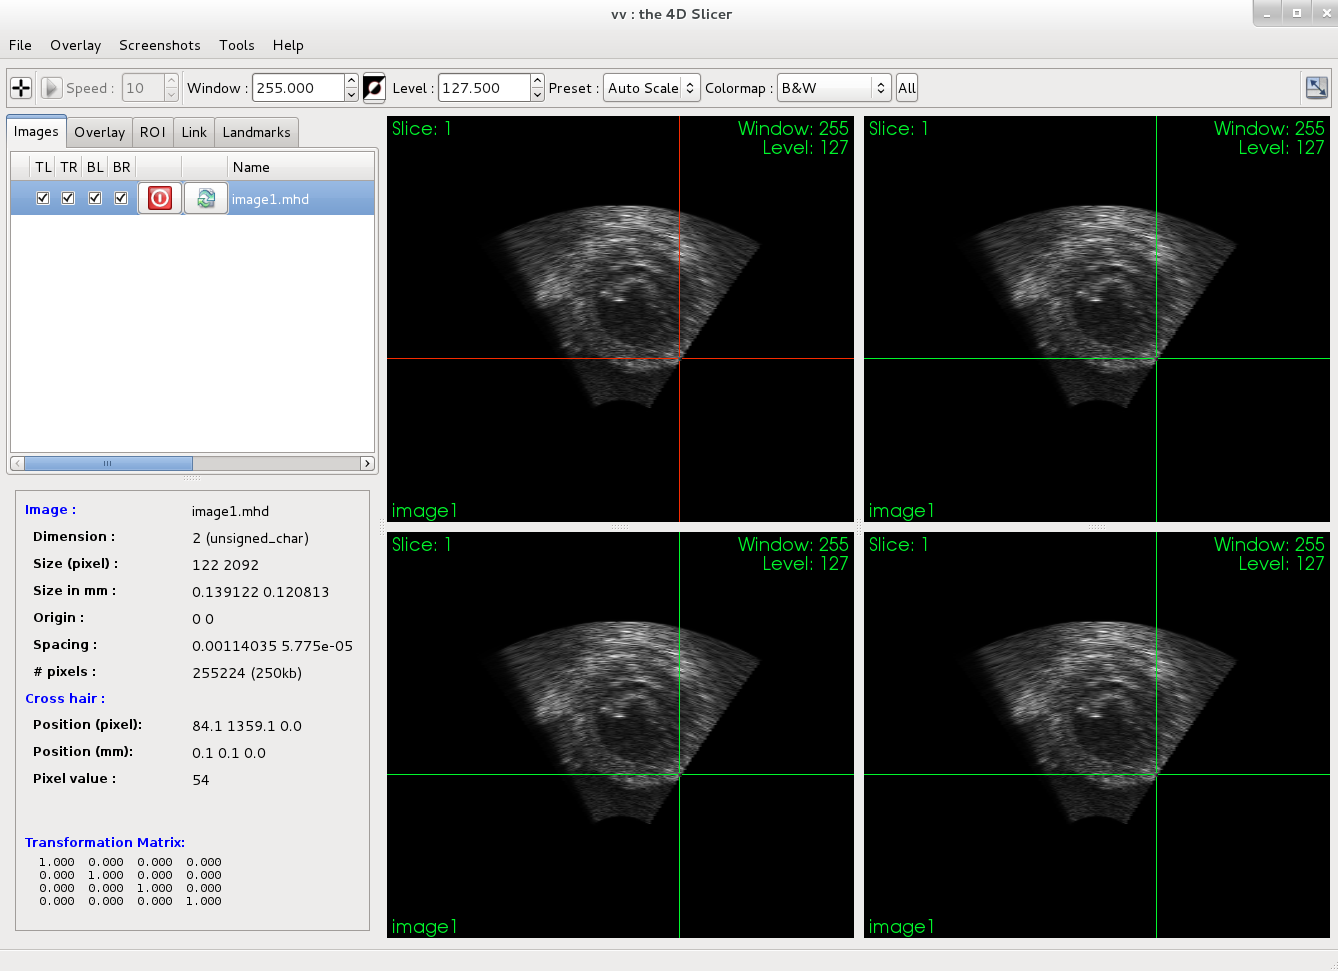 vv : the 4D Slicer
File Overlay Screenshots Tools Help
Speed : 10 Window : 255.000 Level : 127.500 Preset : Auto Scale Colormap : B&W All
Images Overlay ROI Link Landmarks
TL TR BL BR Name
image1.mhd
Image : image1.mhd
Dimension : 2 (unsigned_char)
Size (pixel) : 122 2092
Size in mm : 0.139122 0.120813
Origin : 0 0
Spacing : 0.00114035 5.775e-05
# pixels : 255224 (250kb)
Cross hair :
Position (pixel): 84.1 1359.1 0.0
Position (mm): 0.1 0.1 0.0
Pixel value : 54
Transformation Matrix:
1.000 0.000 0.000 0.000
0.000 1.000 0.000 0.000
0.000 0.000 1.000 0.000
0.000 0.000 0.000 1.000
Slice: 1 Window: 255
Level: 127
image1
Slice: 1 Window: 255
Level: 127
image1
Slice: 1 Window: 255
Level: 127
image1
Slice: 1 Window: 255
Level: 127
image1